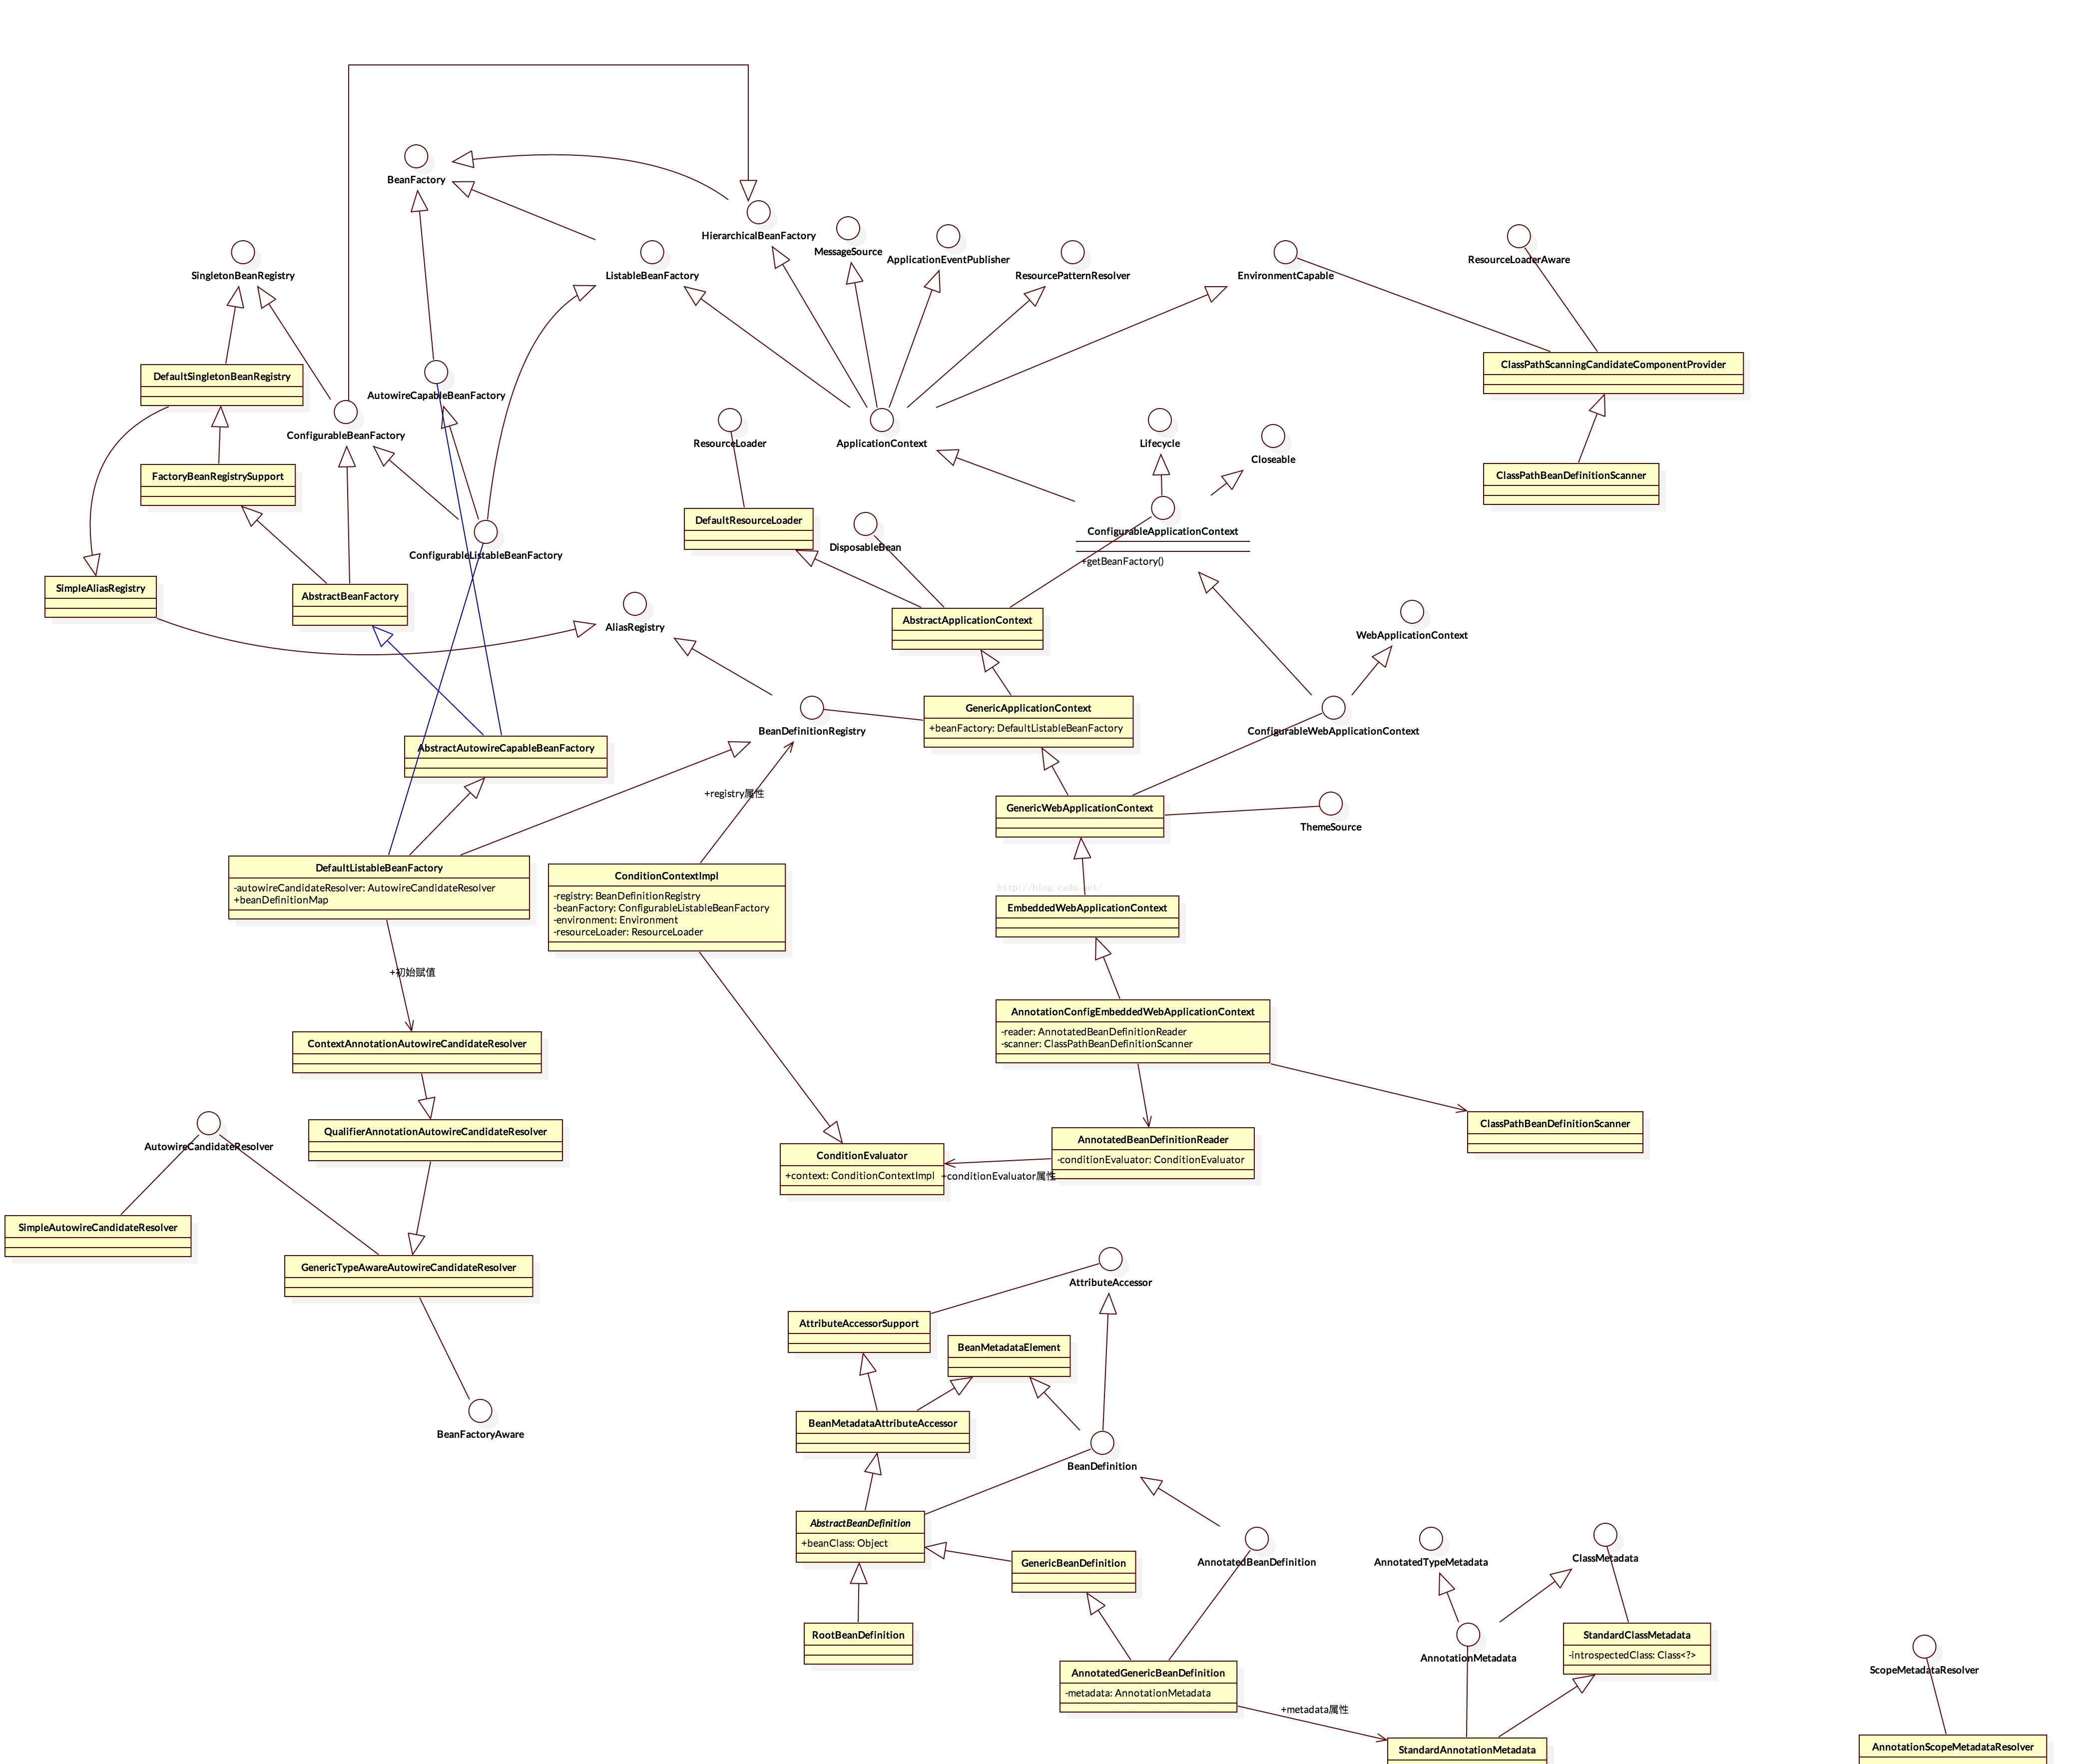 BeanFactory
HierarchicalBeanFactory
MessageSource
ApplicationEventPublisher
ResourceLoaderAware
SingletonBeanRegistry
ListableBeanFactory
ResourcePatternResolver
EnvironmentCapable
ClassPathScanningCandidateComponentProvider
DefaultSingletonBeanRegistry
AutowireCapableBeanFactory
ConfigurableBeanFactory
ResourceLoader
ApplicationContext
Lifecycle
Closeable
FactoryBeanRegistrySupport
ClassPathBeanDefinitionScanner
DefaultResourceLoader
ConfigurableApplicationContext
+getBeanFactory()
DisposableBean
ConfigurableListableBeanFactory
SimpleAliasRegistry
AbstractBeanFactory
AliasRegistry
AbstractApplicationContext
WebApplicationContext
GenericApplicationContext
+beanFactory: DefaultListableBeanFactory
BeanDefinitionRegistry
ConfigurableWebApplicationContext
AbstractAutowireCapableBeanFactory
+registry属性
GenericWebApplicationContext
ThemeSource
DefaultListableBeanFactory
-autowireCandidateResolver: AutowireCandidateResolver
+beanDefinitionMap
ConditionContextImpl
-registry: BeanDefinitionRegistry
-beanFactory: ConfigurableListableBeanFactory
-environment: Environment
-resourceLoader: ResourceLoader
http://blog.csdn.net/
EmbeddedWebApplicationContext
+初始赋值
AnnotationConfigEmbeddedWebApplicationContext
-reader: AnnotatedBeanDefinitionReader
-scanner: ClassPathBeanDefinitionScanner
ContextAnnotationAutowireCandidateResolver
ClassPathBeanDefinitionScanner
QualifierAnnotationAutowireCandidateResolver
AutowireCandidateResolver
ConditionEvaluator
+context: ConditionContextImpl
+conditionEvaluator属性
AnnotatedBeanDefinitionReader
-conditionEvaluator: ConditionEvaluator
SimpleAutowireCandidateResolver
GenericTypeAwareAutowireCandidateResolver
AttributeAccessor
AttributeAccessorSupport
BeanMetadataElement
BeanMetadataAttributeAccessor
BeanFactoryAware
BeanDefinition
AbstractBeanDefinition
+beanClass: Object
GenericBeanDefinition
AnnotatedBeanDefinition
AnnotatedTypeMetadata
ClassMetadata
RootBeanDefinition
StandardClassMetadata
-introspectedClass: Class<?>
AnnotationMetadata
AnnotatedGenericBeanDefinition
-metadata: AnnotationMetadata
ScopeMetadataResolver
+metadata属性
StandardAnnotationMetadata
AnnotationScopeMetadataResolver